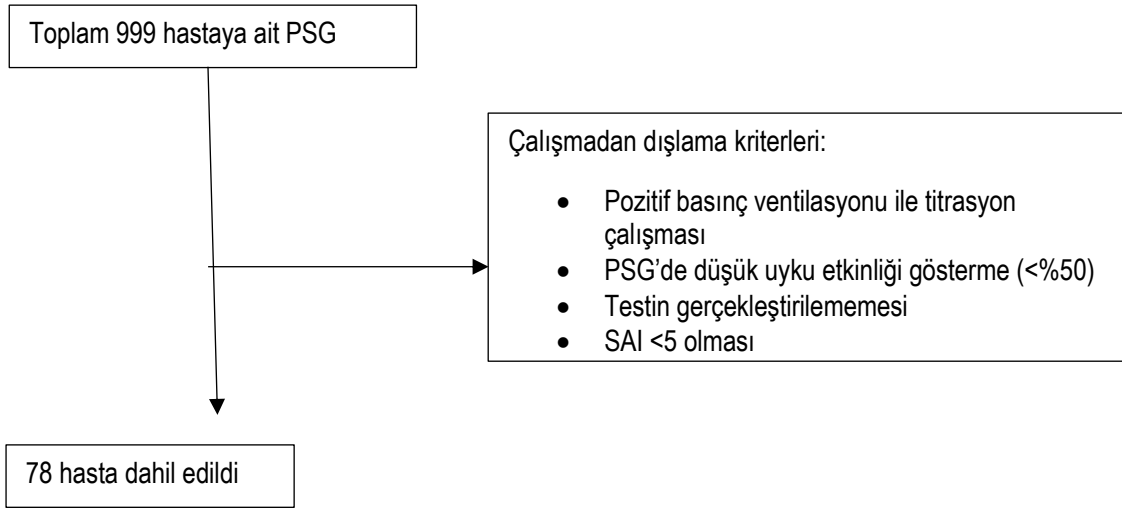 Toplam 999 hastaya ait PSG
Çalışmadan dışlama kriterleri:
• Pozitif basınç ventilasyonu ile titrasyon
çalışması
• PSG’de düşük uyku etkinliği gösterme (<%50)
• Testin gerçekleştirilememesi
• SAI <5 olması
78 hasta dahil edildi